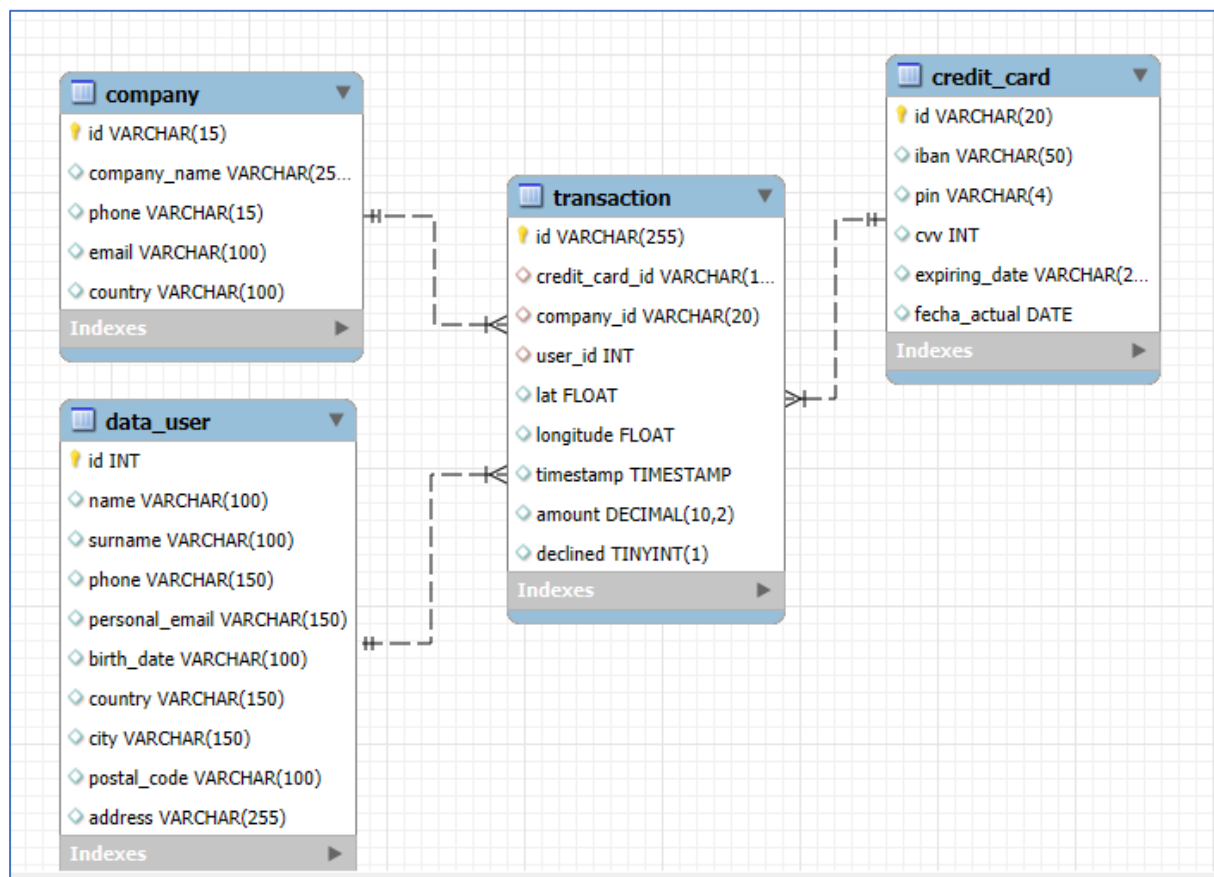 company
id VARCHAR(15)
company_name VARCHAR(25...
phone VARCHAR(15)
email VARCHAR(100)
country VARCHAR(100)
Indexes
data_user
id INT
name VARCHAR(100)
surname VARCHAR(100)
phone VARCHAR(150)
personal_email VARCHAR(150)
birth_date VARCHAR(100)
country VARCHAR(150)
city VARCHAR(150)
postal_code VARCHAR(100)
address VARCHAR(255)
Indexes
transaction
id VARCHAR(255)
credit_card_id VARCHAR(1...
company_id VARCHAR(20)
user_id INT
lat FLOAT
longitude FLOAT
timestamp TIMESTAMP
amount DECIMAL(10,2)
declined TINYINT(1)
Indexes
credit_card
id VARCHAR(20)
iban VARCHAR(50)
pin VARCHAR(4)
cvv INT
expiring_date VARCHAR(2...
fecha_actual DATE
Indexes